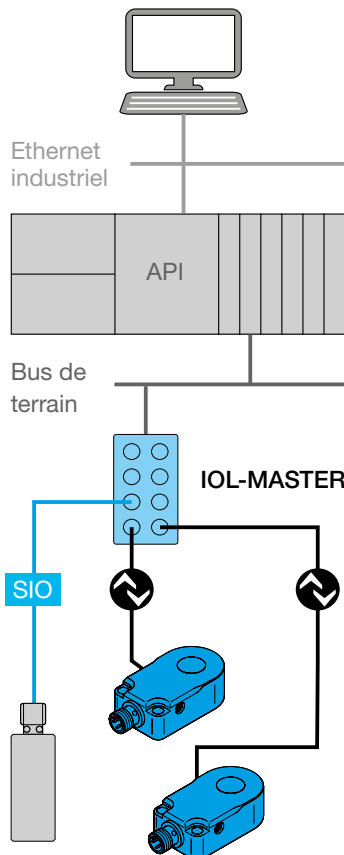 Ethernet
industriel
API
Bus de
terrain
IOL-MASTER
SIO